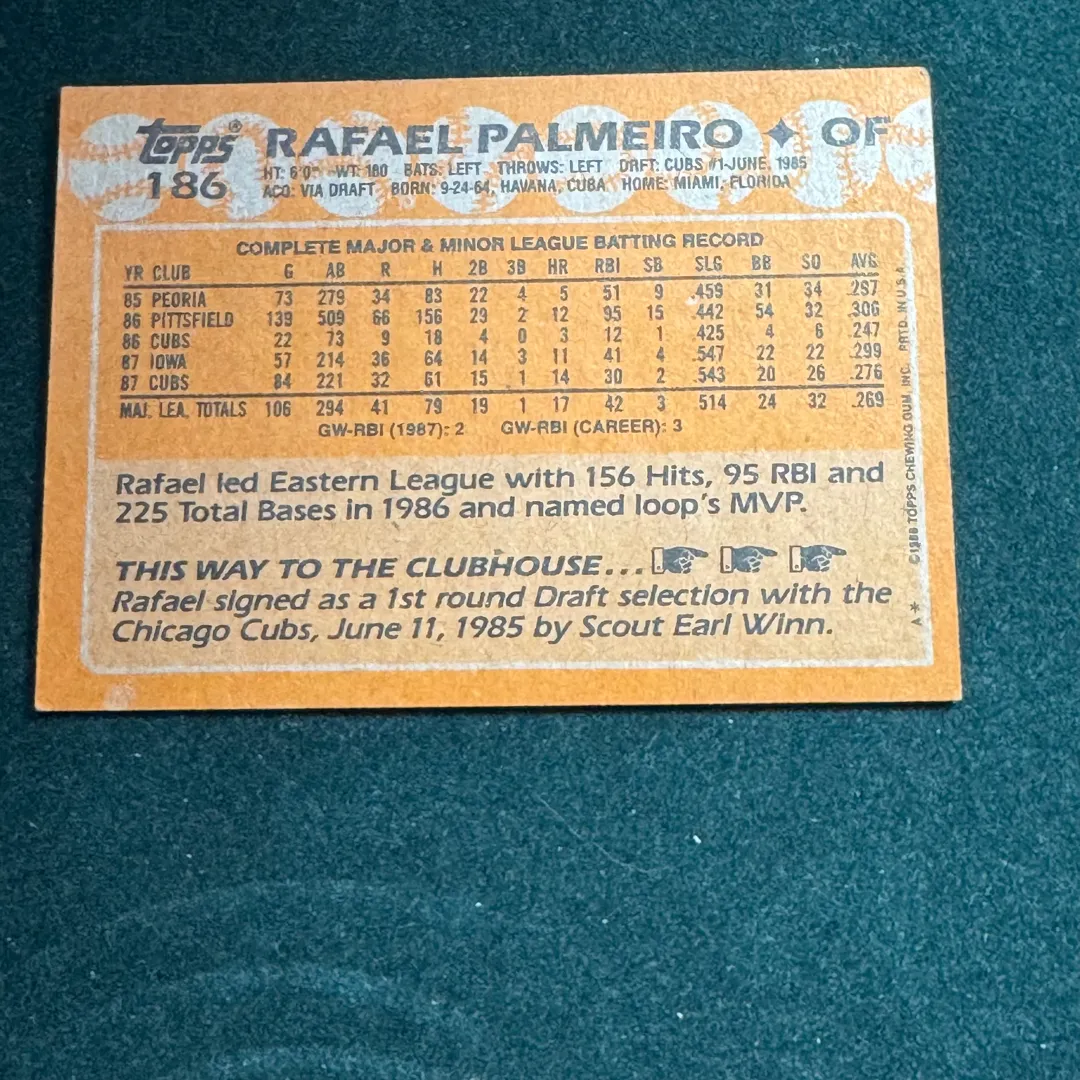 topps® RAFAEL PALMEIRO ✦ OF
186
HT: 6'0" WT: 180 BATS: LEFT THROWS: LEFT DRFT: CUBS #1-JUNE, 1985
ACQ: VIA DRAFT BORN: 9-24-64, HAVANA, CUBA HOME: MIAMI, FLORIDA
COMPLETE MAJOR & MINOR LEAGUE BATTING RECORD
YR CLUB G AB R H 2B 3B HR RBI SB SLG BB SO AVG
85 PEORIA 73 279 34 83 22 4 5 51 9 .459 31 34 .297
86 PITTSFIELD 139 509 66 156 29 2 12 95 15 .442 54 32 .306
86 CUBS 22 73 9 18 4 0 3 12 1 .425 4 6 .247
87 IOWA 57 214 36 64 14 3 11 41 4 .547 22 22 .299
87 CUBS 84 221 32 61 15 1 14 30 2 .543 20 26 .276
MAJ. LEA. TOTALS 106 294 41 79 19 1 17 42 3 .514 24 32 .269
GW-RBI (1987): 2 GW-RBI (CAREER): 3
Rafael led Eastern League with 156 Hits, 95 RBI and
225 Total Bases in 1986 and named loop's MVP.
THIS WAY TO THE CLUBHOUSE...
Rafael signed as a 1st round Draft selection with the
Chicago Cubs, June 11, 1985 by Scout Earl Winn.
A* © 1988 TOPPS CHEWING GUM, INC. PRTD. IN U.S.A.